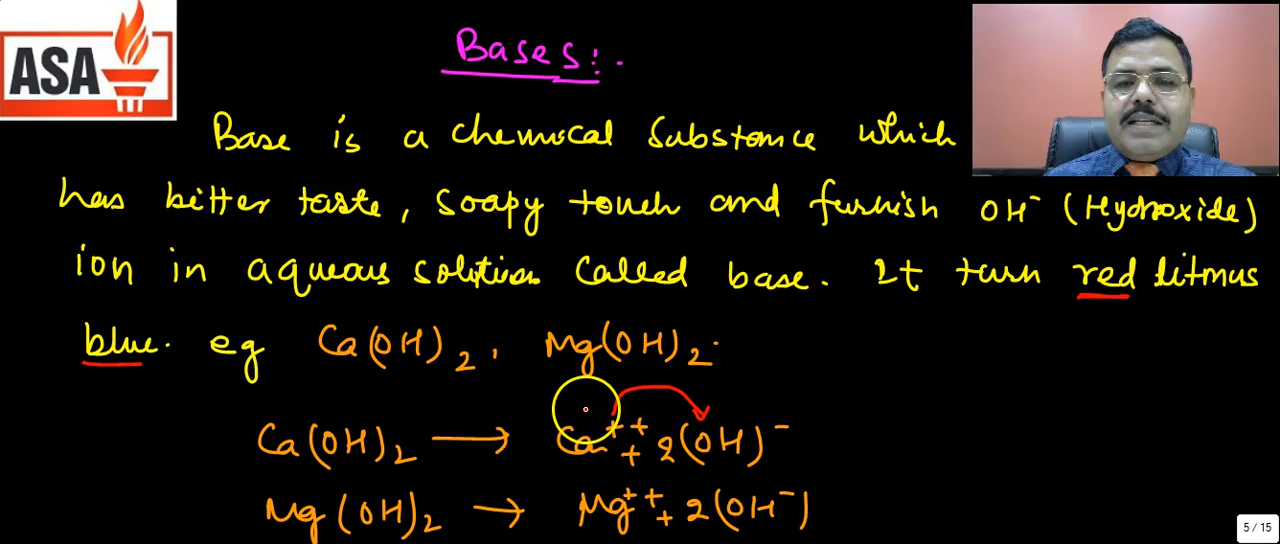 ASA
Bases:.
Base is a chemical substance which
has bitter taste, soapy touch and furnish OH⁻ (Hydroxide)
ion in aqueous solution called base. It turn red litmus
blue. eg Ca(OH)₂, Mg(OH)₂.
Ca(OH)₂ → Ca⁺⁺ + 2(OH)⁻
Mg(OH)₂ → Mg⁺⁺ + 2(OH⁻)
5 / 15